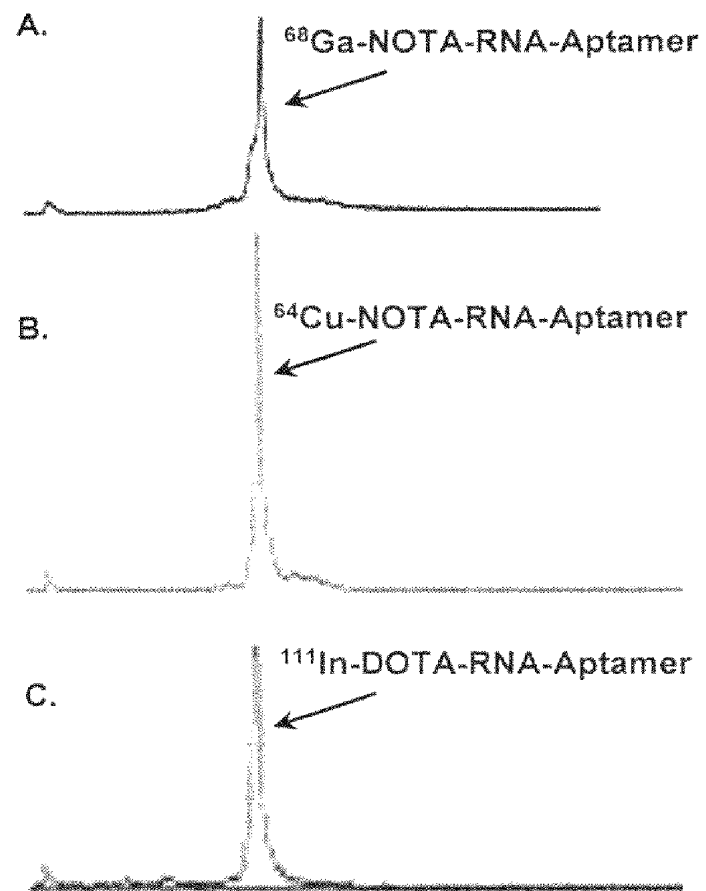 A.
⁶⁸Ga-NOTA-RNA-Aptamer
B.
⁶⁴Cu-NOTA-RNA-Aptamer
C.
¹¹¹In-DOTA-RNA-Aptamer